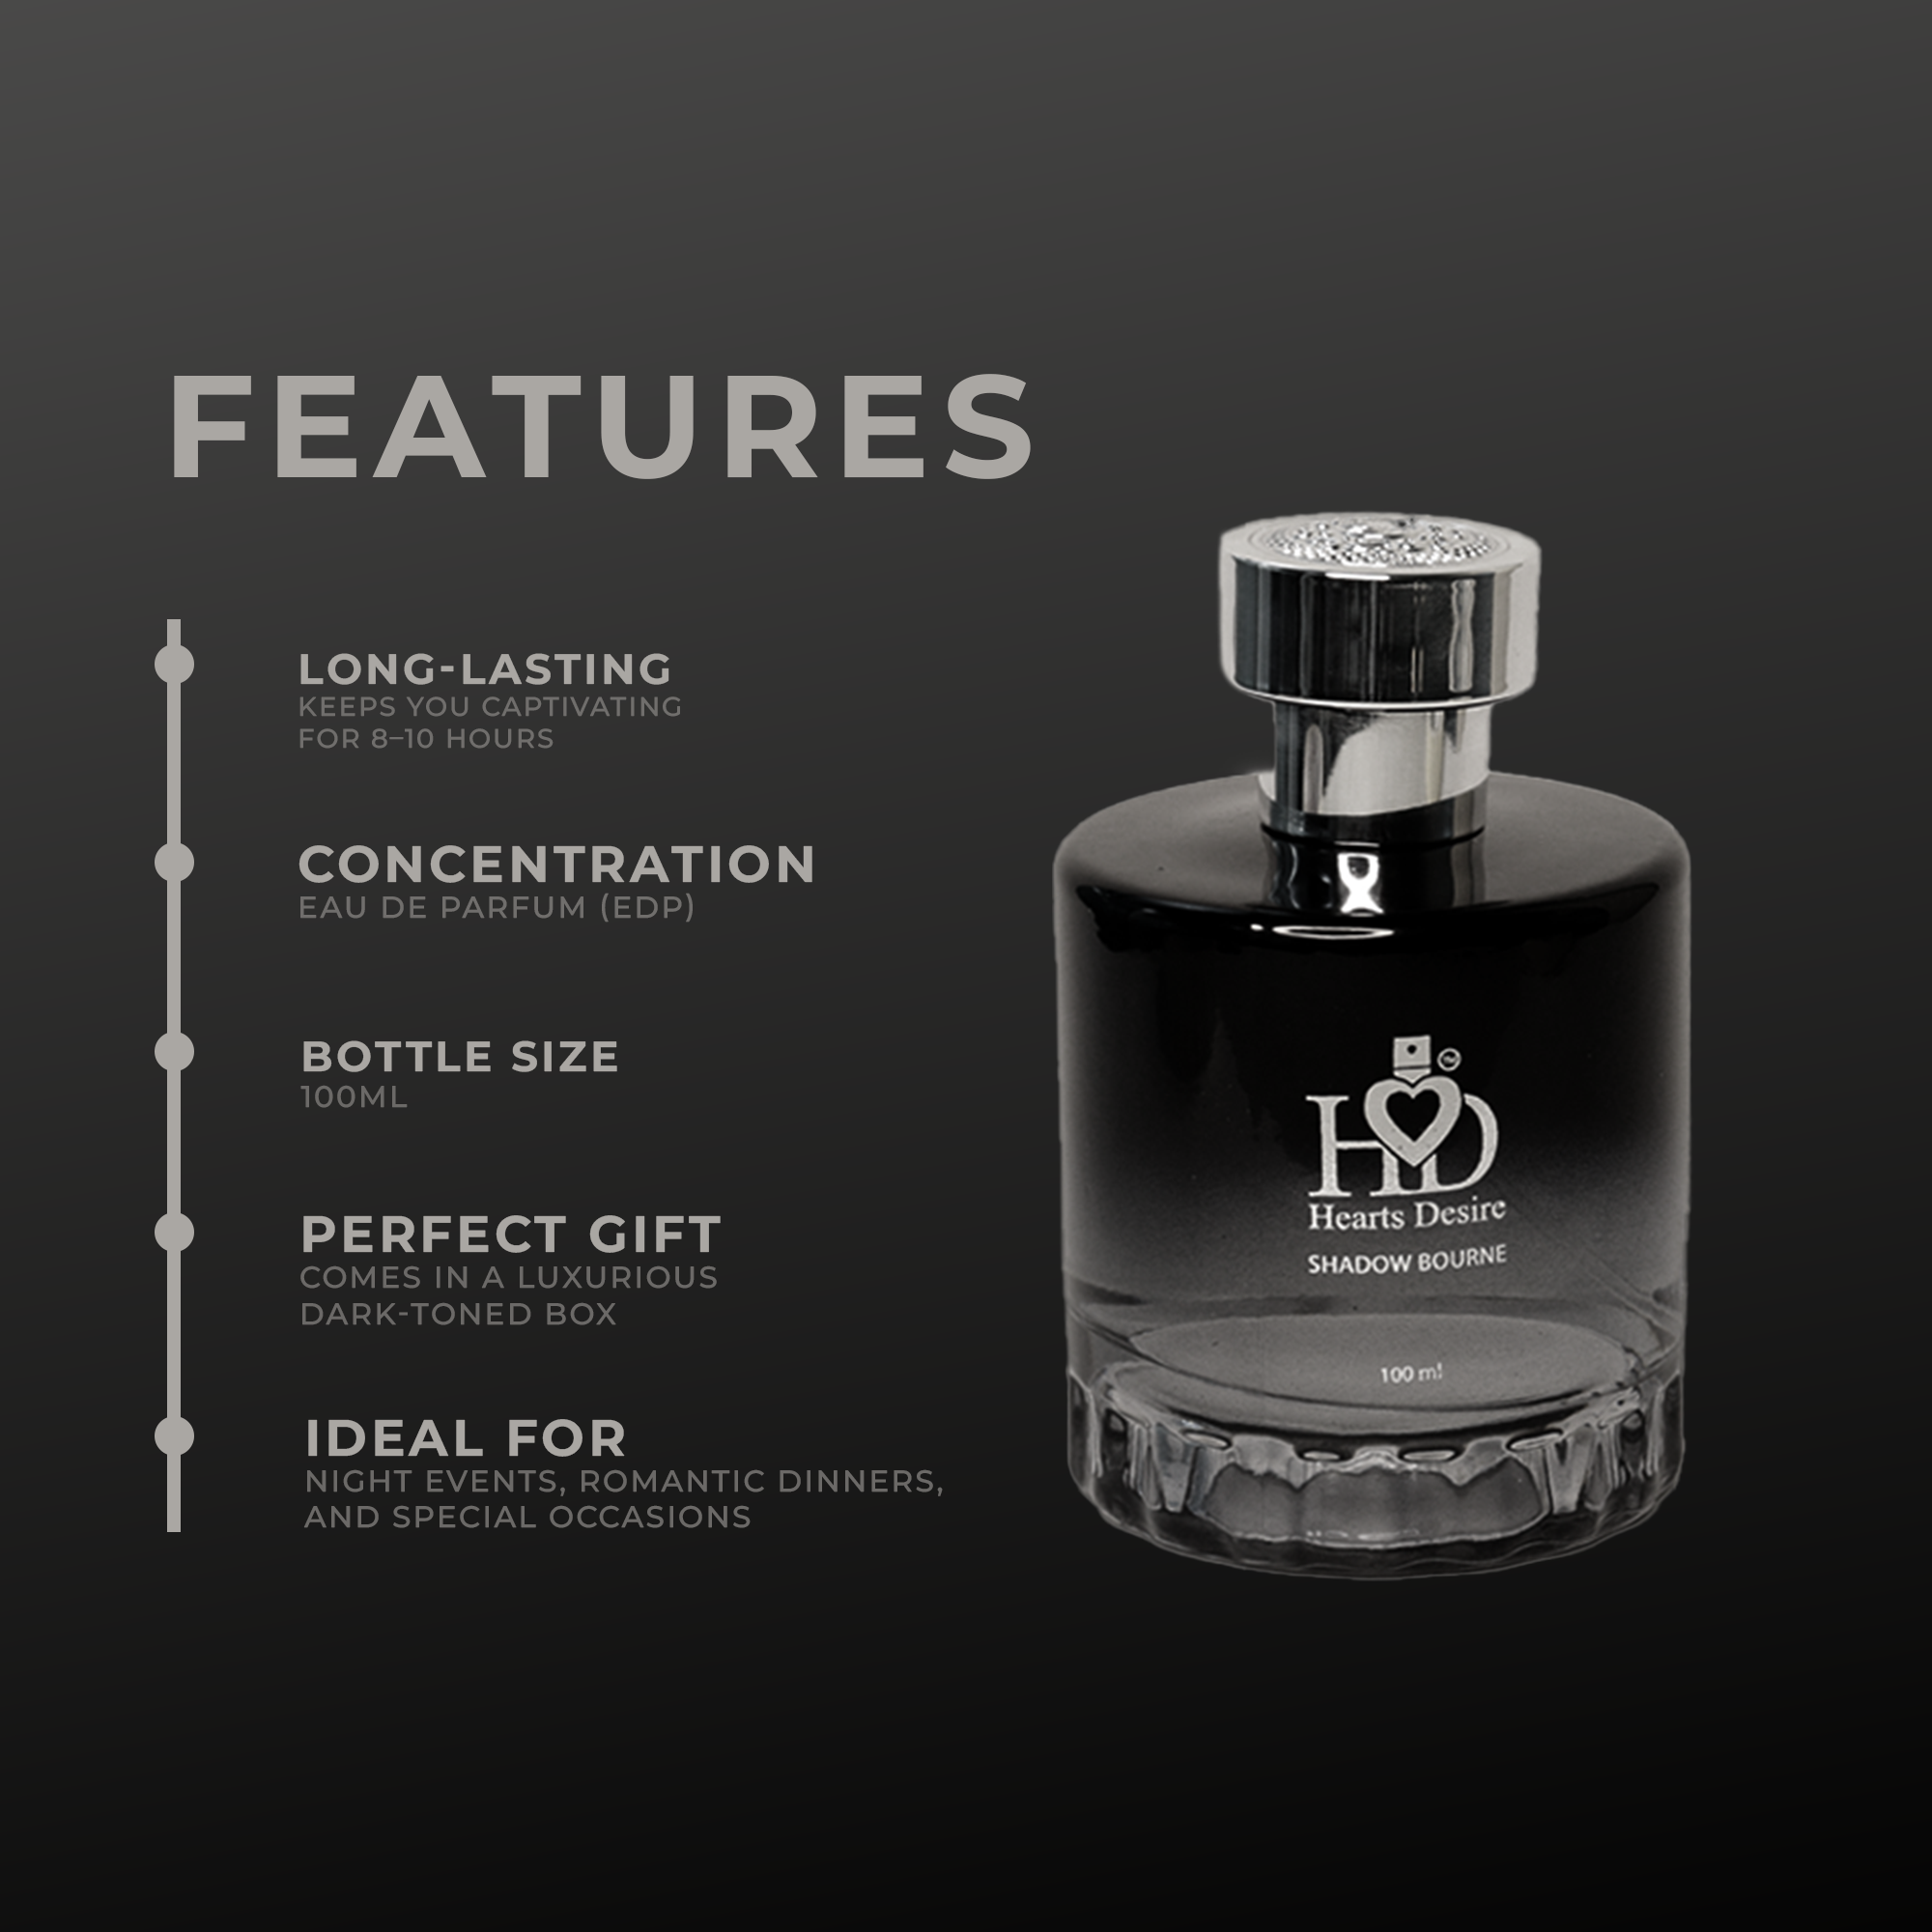 FEATURES
LONG-LASTING
KEEPS YOU CAPTIVATING
FOR 8–10 HOURS
CONCENTRATION
EAU DE PARFUM (EDP)
BOTTLE SIZE
100ML
PERFECT GIFT
COMES IN A LUXURIOUS
DARK-TONED BOX
IDEAL FOR
NIGHT EVENTS, ROMANTIC DINNERS,
AND SPECIAL OCCASIONS
HD
Hearts Desire
SHADOW BOURNE
100 ml